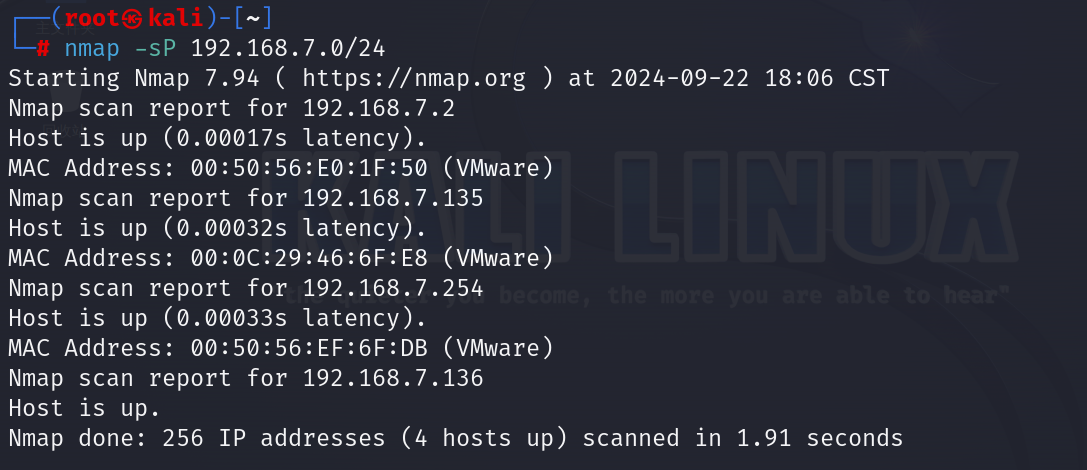 ┌──(root㉿kali)-[~]
└─# nmap -sP 192.168.7.0/24
Starting Nmap 7.94 ( https://nmap.org ) at 2024-09-22 18:06 CST
Nmap scan report for 192.168.7.2
Host is up (0.00017s latency).
MAC Address: 00:50:56:E0:1F:50 (VMware)
Nmap scan report for 192.168.7.135
Host is up (0.00032s latency).
MAC Address: 00:0C:29:46:6F:E8 (VMware)
KALI LINUX
Nmap scan report for 192.168.7.254
"the quieter you become, the more you are able to hear"
Host is up (0.00033s latency).
MAC Address: 00:50:56:EF:6F:DB (VMware)
Nmap scan report for 192.168.7.136
Host is up.
Nmap done: 256 IP addresses (4 hosts up) scanned in 1.91 seconds